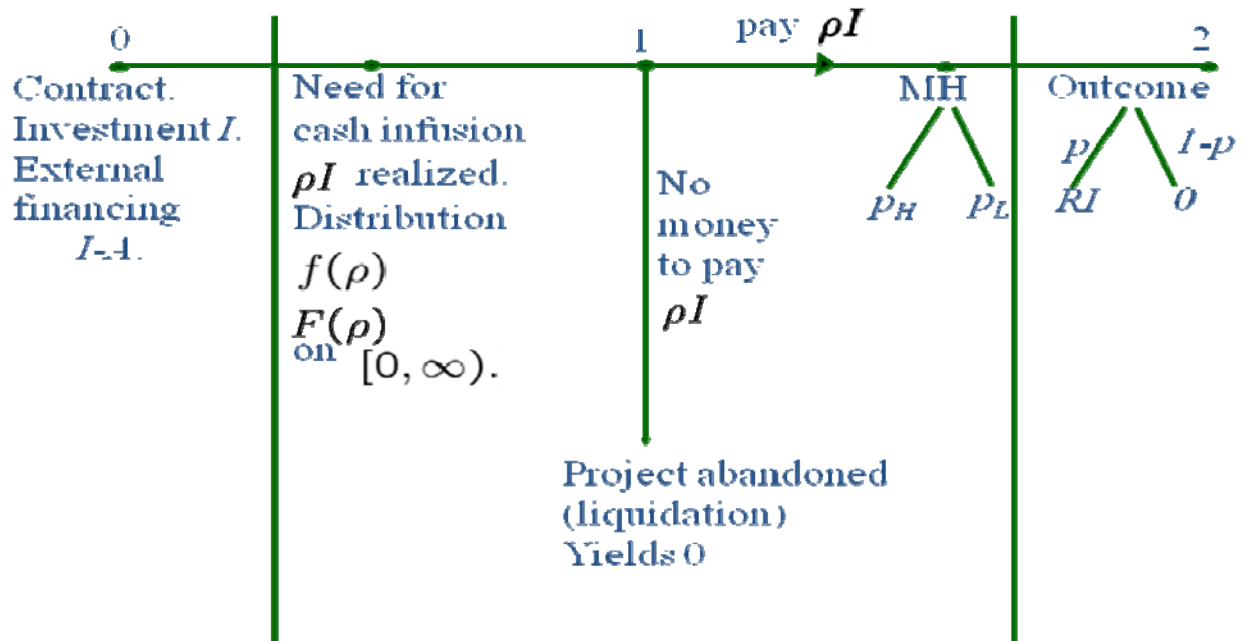 0
1
pay ρI
2
Contract.
Investment I.
External
financing
I-A.
Need for
cash infusion
ρI realized.
Distribution
f(ρ)
F(ρ)
on [0, ∞).
No
money
to pay
ρI
Project abandoned
(liquidation)
Yields 0
MH
p_H p_L
Outcome
p 1-p
RI 0